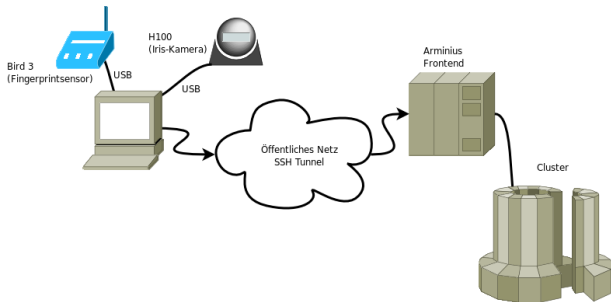 H100
(Iris-Kamera)
Bird 3
(Fingerprintsensor)
USB
USB
Arminius
Frontend
Öffentliches Netz
SSH Tunnel
Cluster